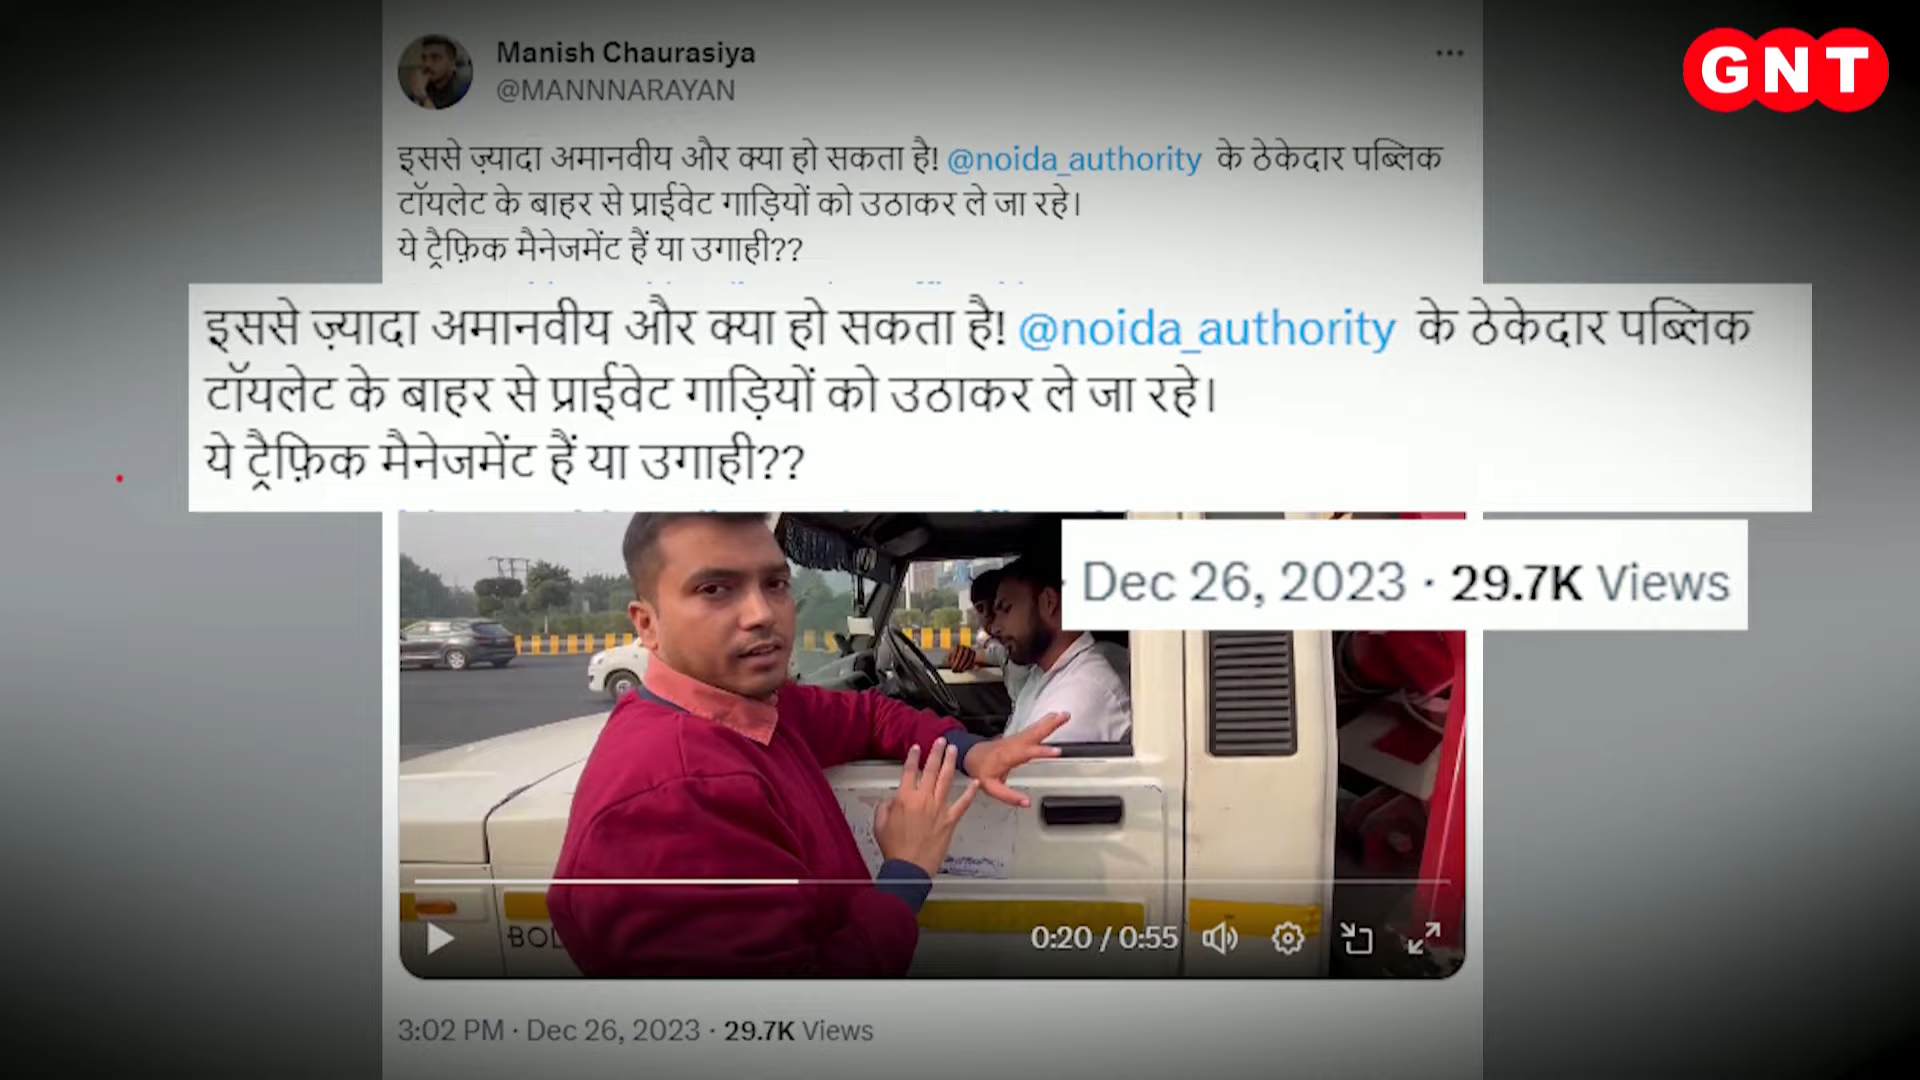 Manish Chaurasiya
@MANNNARAYAN
GNT
इससे ज़्यादा अमानवीय और क्या हो सकता है! @noida_authority के ठेकेदार पब्लिक
टॉयलेट के बाहर से प्राईवेट गाड़ियों को उठाकर ले जा रहे।
ये ट्रैफ़िक मैनेजमेंट हैं या उगाही??
इससे ज़्यादा अमानवीय और क्या हो सकता है! @noida_authority के ठेकेदार पब्लिक
टॉयलेट के बाहर से प्राईवेट गाड़ियों को उठाकर ले जा रहे।
ये ट्रैफ़िक मैनेजमेंट हैं या उगाही??
Dec 26, 2023 · 29.7K Views
BOL
0:20 / 0:55
3:02 PM · Dec 26, 2023 · 29.7K Views